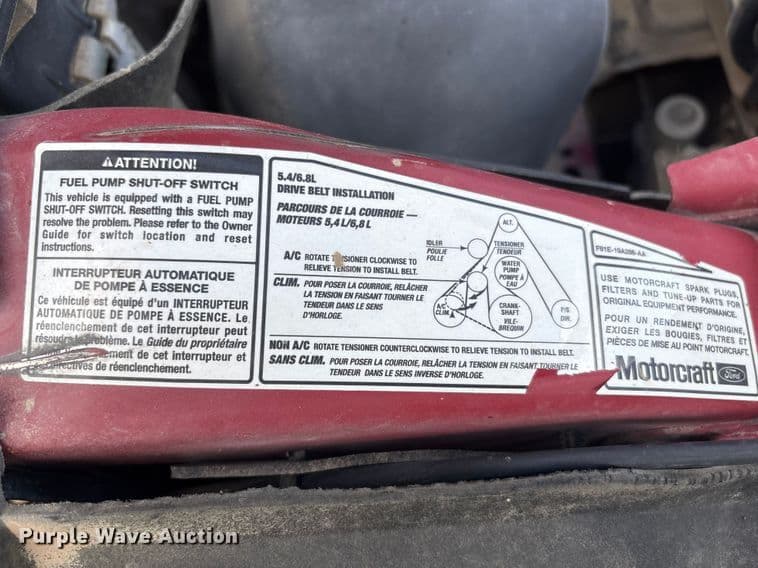 ATTENTION!
FUEL PUMP SHUT-OFF SWITCH
This vehicle is equipped with a FUEL PUMP
SHUT-OFF SWITCH. Resetting this switch may
resolve the problem. Please refer to the Owner
Guide for switch location and reset
instructions.
INTERRUPTEUR AUTOMATIQUE
DE POMPE À ESSENCE
Ce véhicule est équipé d'un INTERRUPTEUR
AUTOMATIQUE DE POMPE À ESSENCE. Le
réenclenchement de cet interrupteur peut
résoudre le problème. Le Guide du propriétaire
ement de cet interrupteur et
directives de réenclenchement.
5.4/6.8L
DRIVE BELT INSTALLATION
PARCOURS DE LA COURROIE —
MOTEURS 5,4 L/6,8 L
A/C ROTATE TENSIONER CLOCKWISE TO
RELIEVE TENSION TO INSTALL BELT.
CLIM. POUR POSER LA COURROIE, RELÂCHER
LA TENSION EN FAISANT TOURNER LE
TENDEUR DANS LE SENS
D'HORLOGE.
ALT.
IDLER
POULIE
FOLLE
TENSIONER
TENDEUR
WATER
PUMP
POMPE À
EAU
A/C
CLIM.
CRANK-
SHAFT
VILE-
BREQUIN
P/S
DIR.
NON A/C ROTATE TENSIONER COUNTERCLOCKWISE TO RELIEVE TENSION TO INSTALL BELT.
SANS CLIM. POUR POSER LA COURROIE, RELÂCHER LA TENSION EN FAISANT TOURNER LE
TENDEUR DANS LE SENS INVERSE D'HORLOGE.
USE MOTORCRAFT SPARK PLUGS,
FILTERS AND TUNE-UP PARTS FOR
ORIGINAL EQUIPMENT PERFORMANCE.
POUR UN RENDEMENT D'ORIGINE,
EXIGER LES BOUGIES, FILTRES ET
PIÈCES DE MISE AU POINT MOTORCRAFT.
Motorcraft Ford
Purple Wave Auction